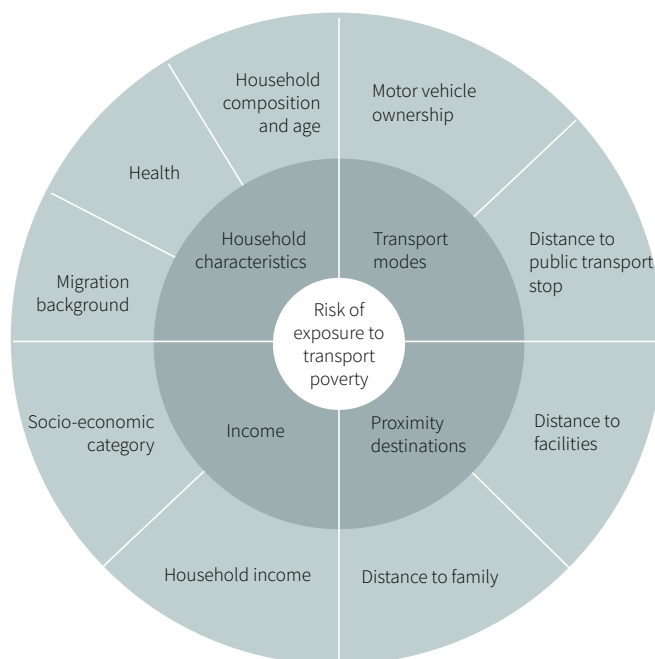 Household
composition
and age
Motor vehicle
ownership
Health
Household
characteristics
Transport
modes
Distance to
public transport
stop
Migration
background
Risk of
exposure to
transport
poverty
Socio-economic
category
Income
Proximity
destinations
Distance to
facilities
Household income
Distance to family